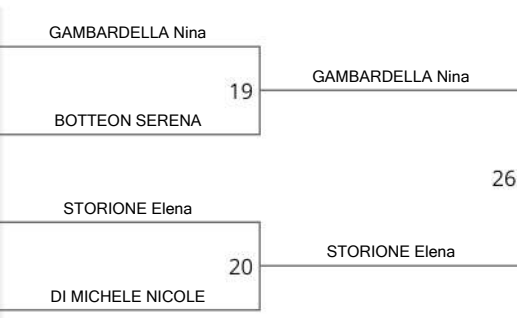 GAMBARDELLA Nina
19
GAMBARDELLA Nina
BOTTEON SERENA
26
STORIONE Elena
20
STORIONE Elena
DI MICHELE NICOLE